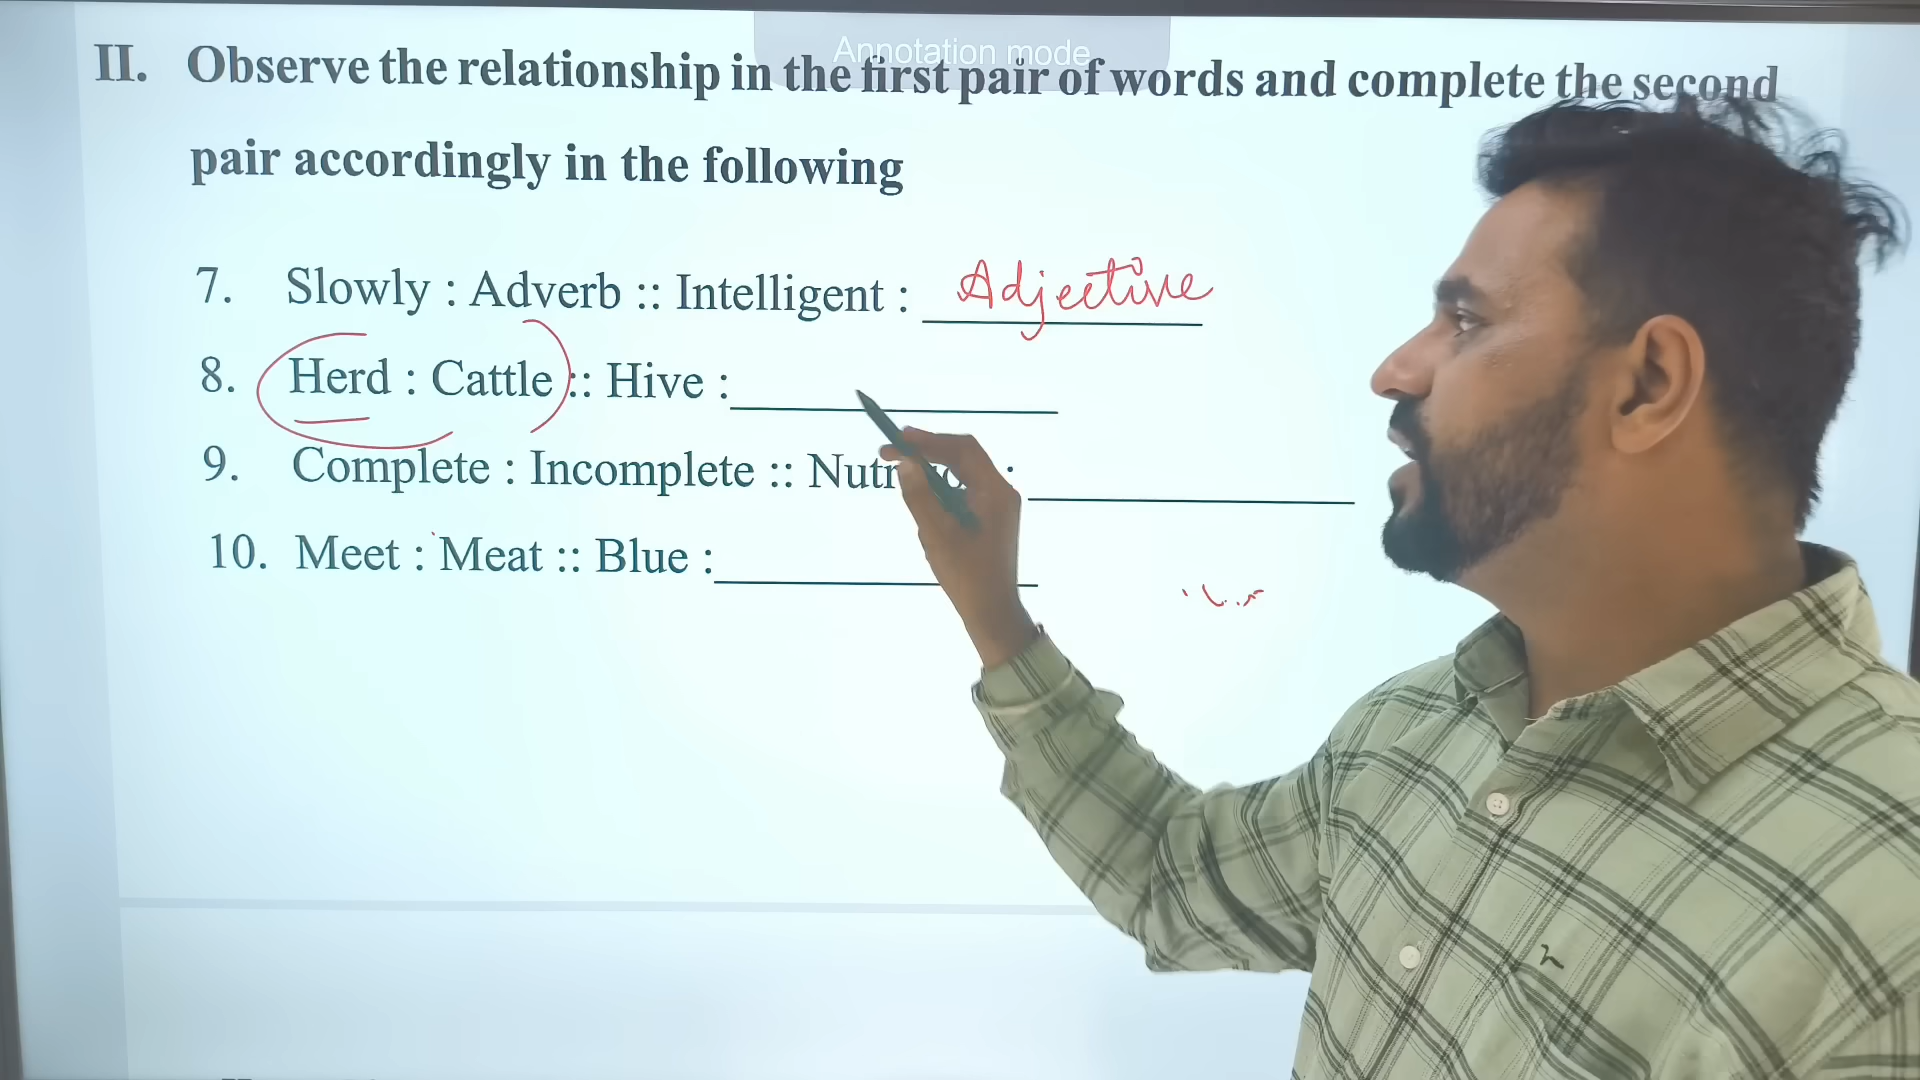 Annotation mode
II. Observe the relationship in the first pair of words and complete the second
pair accordingly in the following
7. Slowly : Adverb :: Intelligent : Adjective
8. Herd : Cattle :: Hive :
9. Complete : Incomplete :: :
10. Meet : Meat :: Blue :